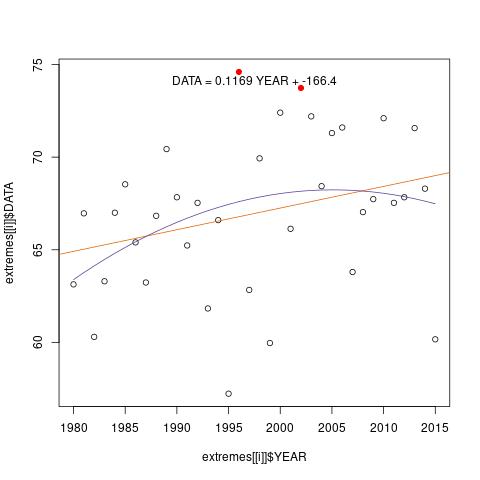 DATA = 0.1169 YEAR + -166.4
75
70
65
60
extremes[[i]]$DATA
1980 1985 1990 1995 2000 2005 2010 2015
extremes[[i]]$YEAR